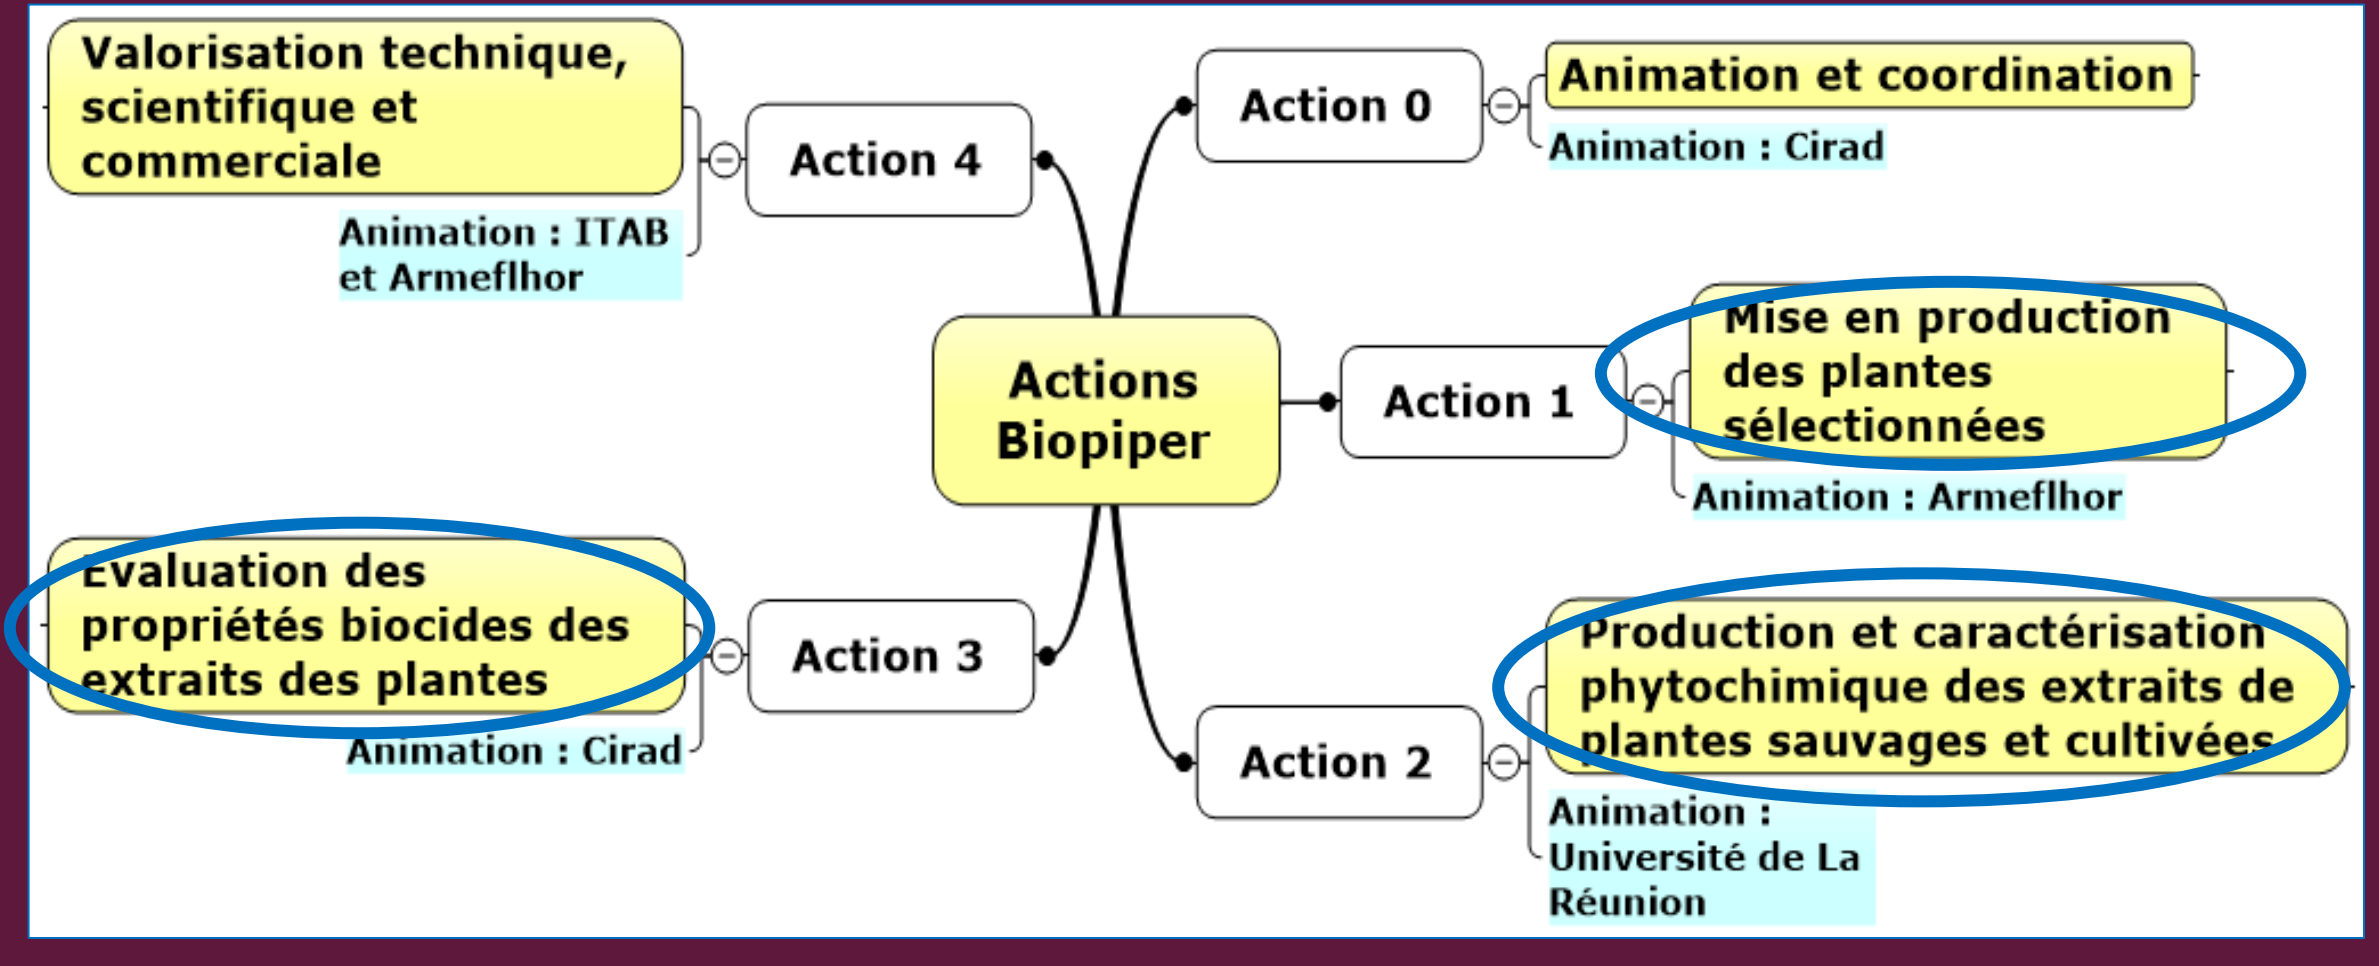 Valorisation technique,
scientifique et
commerciale
Animation : ITAB
et Armeflhor
Action 4
Action 0
Animation et coordination
Animation : Cirad
Actions
Biopiper
Action 1
Mise en production
des plantes
sélectionnées
Animation : Armeflhor
Evaluation des
propriétés biocides des
extraits des plantes
Animation : Cirad
Action 3
Action 2
Production et caractérisation
phytochimique des extraits de
plantes sauvages et cultivées
Animation :
Université de La
Réunion